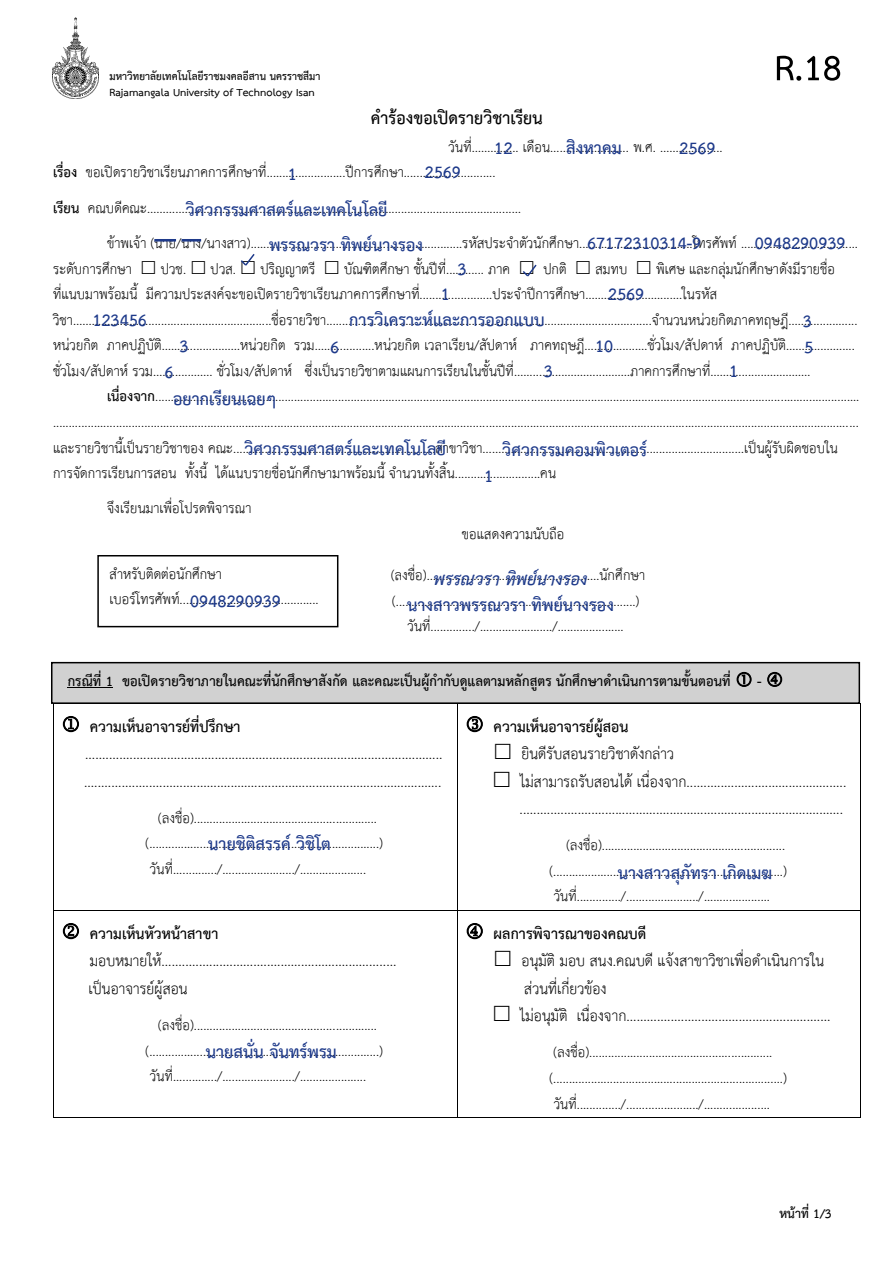 R.18
มหาวิทยาลัยเทคโนโลยีราชมงคลอีสาน นครราชสีมา
Rajamangala University of Technology Isan
คำร้องขอเปิดรายวิชาเรียน
วันที่........12.. เดือน.....สิงหาคม.. พ.ศ. ......2569..
เรื่อง ขอเปิดรายวิชาเรียนภาคการศึกษาที่.......1................ปีการศึกษา.......2569............
เรียน คณบดีคณะ............วิศวกรรมศาสตร์และเทคโนโลยี..........................................
ข้าพเจ้า (นาย/นาง/นางสาว).....พรรณวรา ทิพย์นางรอง.............รหัสประจำตัวนักศึกษา...67172310314-9โทรศัพท์ ....0948290939....
ระดับการศึกษา ☐ ปวช. ☐ ปวส. ☑ ปริญญาตรี ☐ บัณฑิตศึกษา ชั้นปีที่...3..... ภาค ☑ ปกติ ☐ สมทบ ☐ พิเศษ และกลุ่มนักศึกษาดังมีรายชื่อ
ที่แนบมาพร้อมนี้ มีความประสงค์จะขอเปิดรายวิชาเรียนภาคการศึกษาที่.......1..............ประจำปีการศึกษา.......2569............ในรหัส
วิชา......123456......................................ชื่อรายวิชา.......การวิเคราะห์และการออกแบบ................................จำนวนหน่วยกิตภาคทฤษฎี....3..............
หน่วยกิต ภาคปฏิบัติ.....3................หน่วยกิต รวม.....6...........หน่วยกิต เวลาเรียน/สัปดาห์ ภาคทฤษฎี...10..........ชั่วโมง/สัปดาห์ ภาคปฏิบัติ.....5............
ชั่วโมง/สัปดาห์ รวม....6............ ชั่วโมง/สัปดาห์ ซึ่งเป็นรายวิชาตามแผนการเรียนในชั้นปีที่.........3........................ภาคการศึกษาที่......1......................
เนื่องจาก.....อยากเรียนเฉยๆ..................................................
..................................................
และรายวิชานี้เป็นรายวิชาของ คณะ...วิศวกรรมศาสตร์และเทคโนโลยีสาขาวิชา......วิศวกรรมคอมพิวเตอร์..............................เป็นผู้รับผิดชอบใน
การจัดการเรียนการสอน ทั้งนี้ ได้แนบรายชื่อนักศึกษามาพร้อมนี้ จำนวนทั้งสิ้น.........1...............คน
จึงเรียนมาเพื่อโปรดพิจารณา
ขอแสดงความนับถือ
สำหรับติดต่อนักศึกษา
เบอร์โทรศัพท์...0948290939............
(ลงชื่อ)..พรรณวรา ทิพย์นางรอง....นักศึกษา
(....นางสาวพรรณวรา ทิพย์นางรอง.......)
วันที่............../......................./.....................
กรณีที่ 1 ขอเปิดรายวิชาภายในคณะที่นักศึกษาสังกัด และคณะเป็นผู้กำกับดูแลตามหลักสูตร นักศึกษาดำเนินการตามขั้นตอนที่ ① - ④
① ความเห็นอาจารย์ที่ปรึกษา
..................................................
..................................................
(ลงชื่อ)..................................................
(..................นายชิติสรรค์ วิชิโต...............)
วันที่............../......................./.....................
③ ความเห็นอาจารย์ผู้สอน
☐ ยินดีรับสอนรายวิชาดังกล่าว
☐ ไม่สามารถรับสอนได้ เนื่องจาก........................................
..................................................
(ลงชื่อ)..................................................
(.....................นางสาวสุภัทรา เกิดเมฆ....)
วันที่............../......................./.....................
② ความเห็นหัวหน้าสาขา
มอบหมายให้..................................................
เป็นอาจารย์ผู้สอน
(ลงชื่อ)..................................................
(..................นายสนั่น จันทร์พรม.............)
วันที่............../......................./.....................
④ ผลการพิจารณาของคณบดี
☐ อนุมัติ มอบ สนง.คณบดี แจ้งสาขาวิชาเพื่อดำเนินการใน
ส่วนที่เกี่ยวข้อง
☐ ไม่อนุมัติ เนื่องจาก..................................................
(ลงชื่อ)..................................................
(..................................................)
วันที่............../......................./.....................
หน้าที่ 1/3